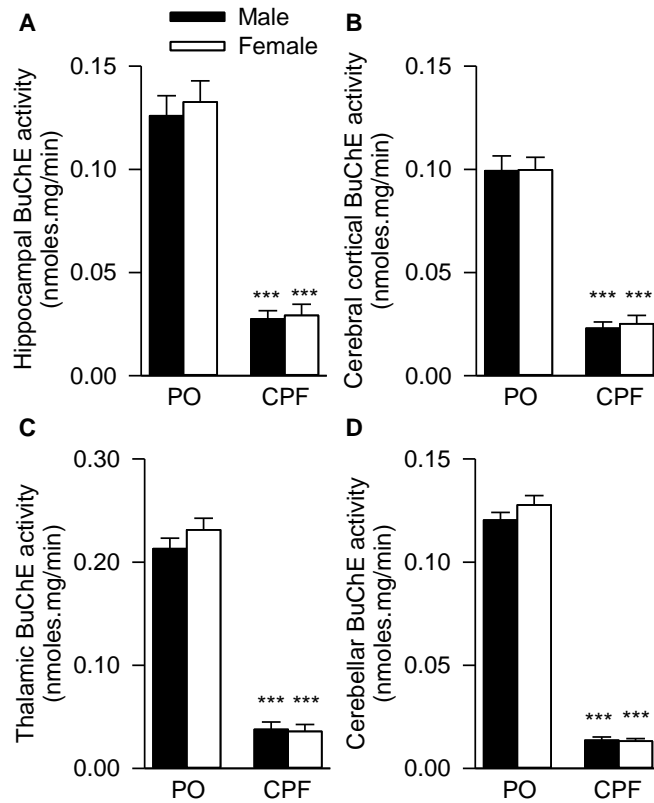 A
Male
Female
Hippocampal BuChE activity
(nmoles.mg/min)
0.15
0.10
0.05
0.00
***
***
PO
CPF
B
Cerebral cortical BuChE activity
(nmoles.mg/min)
0.15
0.10
0.05
0.00
***
***
PO
CPF
C
Thalamic BuChE activity
(nmoles.mg/min)
0.30
0.20
0.10
0.00
***
***
PO
CPF
D
Cerebellar BuChE activity
(nmoles.mg/min)
0.15
0.10
0.05
0.00
***
***
PO
CPF